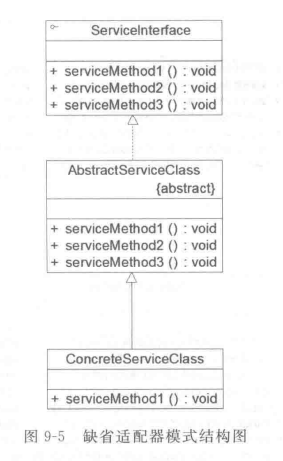 ServiceInterface
+ serviceMethod1 () : void
+ serviceMethod2 () : void
+ serviceMethod3 () : void
AbstractServiceClass
{abstract}
+ serviceMethod1 () : void
+ serviceMethod2 () : void
+ serviceMethod3 () : void
ConcreteServiceClass
+ serviceMethod1 () : void
图 9-5 缺省适配器模式结构图